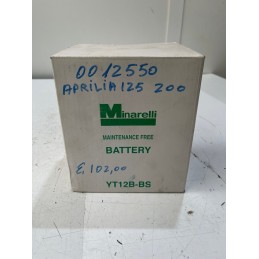 0012550
APRILIA 125 200
Minarelli
MAINTENANCE FREE
BATTERY
E, 102,00
YT12B-BS